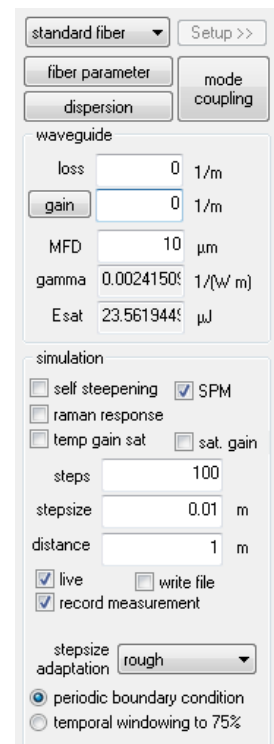 standard fiber Setup >>
fiber parameter mode coupling
dispersion
waveguide
loss 0 1/m
gain 0 1/m
MFD 10 µm
gamma 0.00241509 1/(W m)
Esat 23.5619449 µJ
simulation
self steepening SPM
raman response
temp gain sat sat. gain
steps 100
stepsize 0.01 m
distance 1 m
live write file
record measurement
stepsize adaptation rough
periodic boundary condition
temporal windowing to 75%